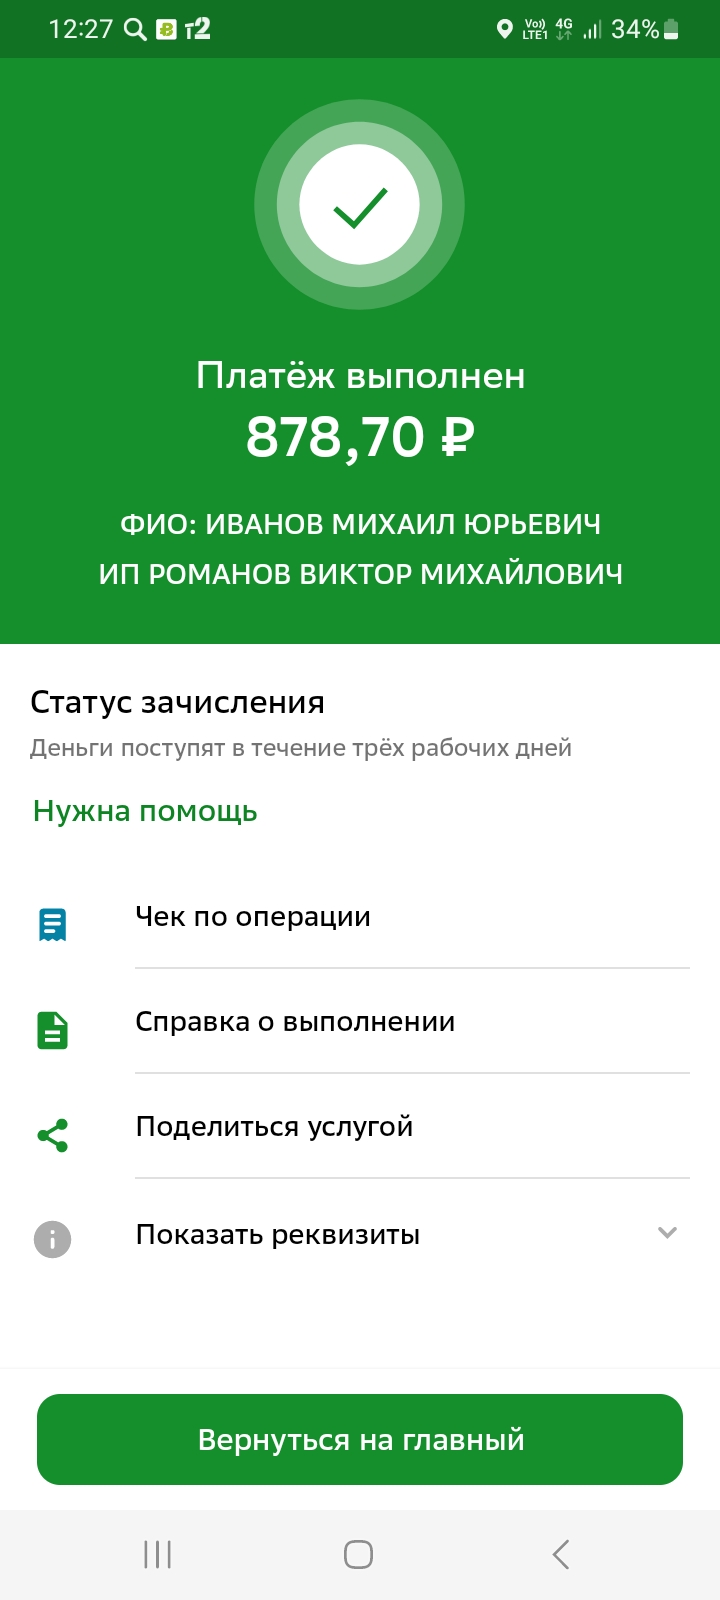 12:27
т2
Vo))
LTE1
4G
34%
Платёж выполнен
878,70 ₽
ФИО: ИВАНОВ МИХАИЛ ЮРЬЕВИЧ
ИП РОМАНОВ ВИКТОР МИХАЙЛОВИЧ
Статус зачисления
Деньги поступят в течение трёх рабочих дней
Нужна помощь
Чек по операции
Справка о выполнении
Поделиться услугой
Показать реквизиты
Вернуться на главный